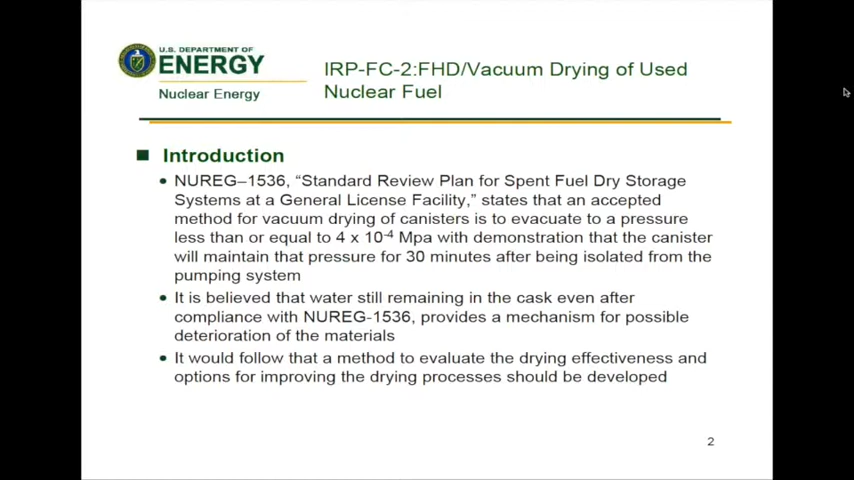 U.S. DEPARTMENT OF
ENERGY
Nuclear Energy
IRP-FC-2:FHD/Vacuum Drying of Used
Nuclear Fuel
Introduction
• NUREG–1536, “Standard Review Plan for Spent Fuel Dry Storage
Systems at a General License Facility,” states that an accepted
method for vacuum drying of canisters is to evacuate to a pressure
less than or equal to 4 x 10⁻⁴ Mpa with demonstration that the canister
will maintain that pressure for 30 minutes after being isolated from the
pumping system
• It is believed that water still remaining in the cask even after
compliance with NUREG-1536, provides a mechanism for possible
deterioration of the materials
• It would follow that a method to evaluate the drying effectiveness and
options for improving the drying processes should be developed
2